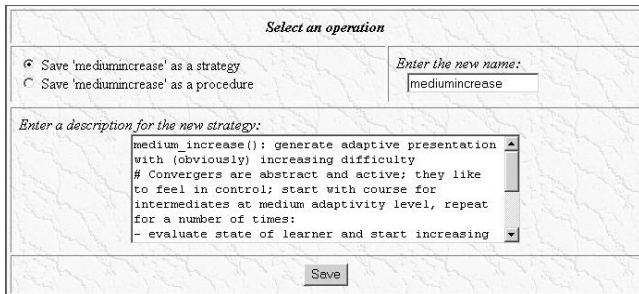 Select an operation
Save 'mediumincrease' as a strategy
Save 'mediumincrease' as a procedure
Enter the new name:
mediumincrease
Enter a description for the new strategy:
medium_increase(): generate adaptive presentation
with (obviously) increasing difficulty
# Convergers are abstract and active; they like
to feel in control; start with course for
intermediates at medium adaptivity level, repeat
for a number of times:
- evaluate state of learner and start increasing
Save